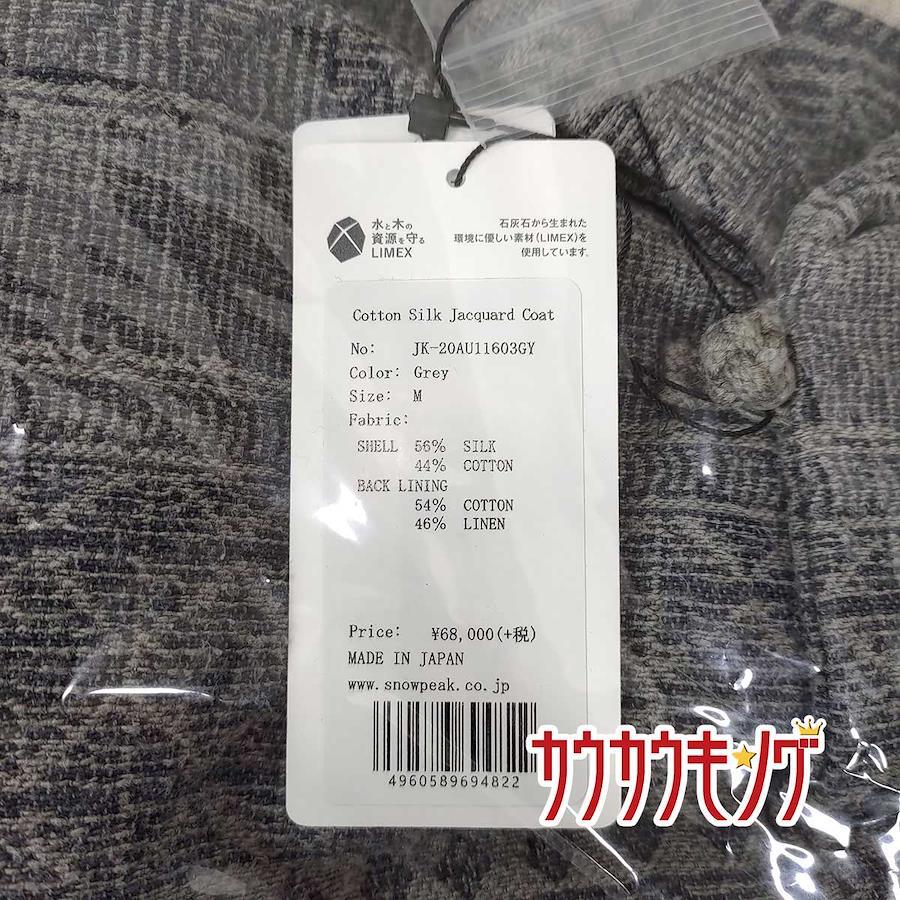 水と木の
資源を守る
LIMEX
石灰石から生まれた
環境に優しい素材(LIMEX)を
使用しています。
Cotton Silk Jacquard Coat
No: JK-20AU11603GY
Color: Grey
Size: M
Fabric:
SHELL 56% SILK
44% COTTON
BACK LINING
54% COTTON
46% LINEN
Price: ¥68,000(+税)
MADE IN JAPAN
www.snowpeak.co.jp
4960589694822
カウカウキング